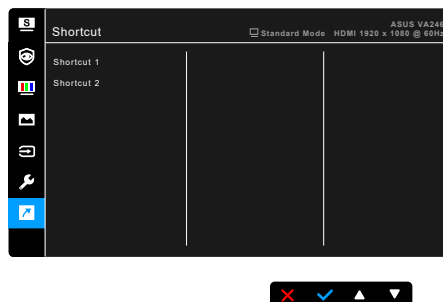 S
Shortcut
Standard Mode
ASUS VA246
HDMI 1920 x 1080 @ 60Hz
Shortcut 1
Shortcut 2